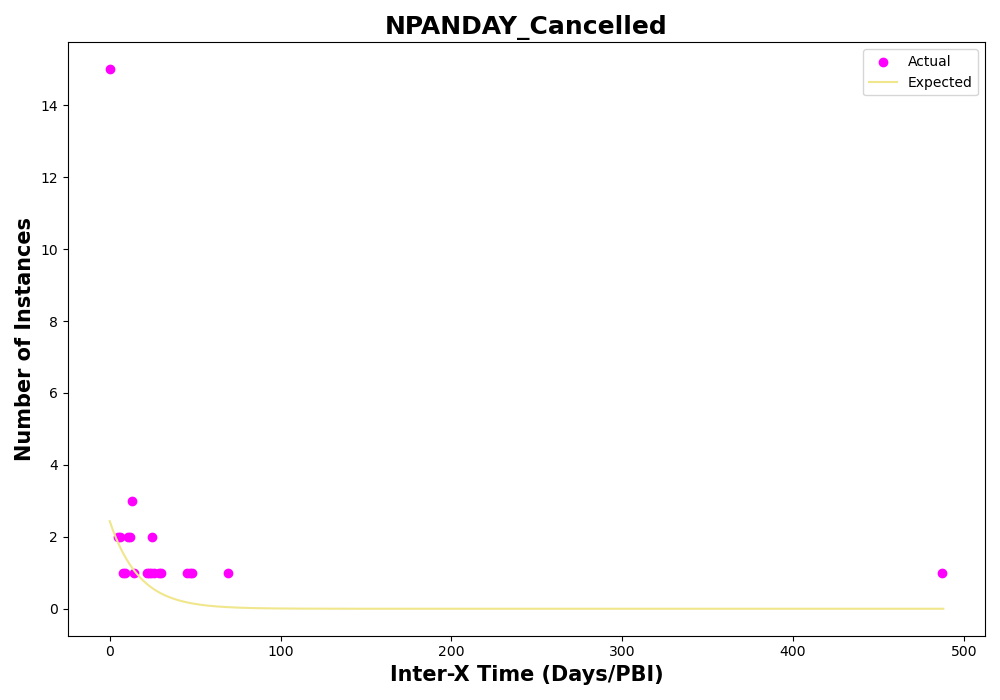 NPANDAY_Cancelled
Actual
Expected
Number of Instances
14
12
10
8
6
4
2
0
0 100 200 300 400 500
Inter-X Time (Days/PBI)